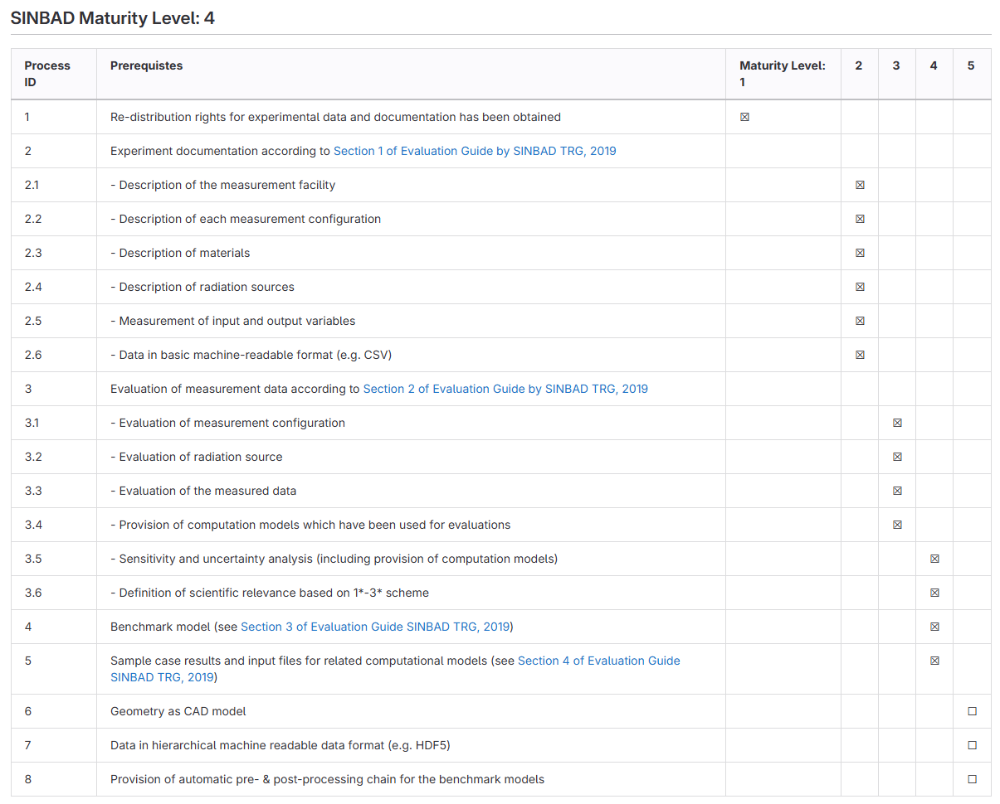 SINBAD Maturity Level: 4
Process ID Prerequistes Maturity Level: 1 2 3 4 5
1 Re-distribution rights for experimental data and documentation has been obtained ☒
2 Experiment documentation according to Section 1 of Evaluation Guide by SINBAD TRG, 2019
2.1 - Description of the measurement facility ☒
2.2 - Description of each measurement configuration ☒
2.3 - Description of materials ☒
2.4 - Description of radiation sources ☒
2.5 - Measurement of input and output variables ☒
2.6 - Data in basic machine-readable format (e.g. CSV) ☒
3 Evaluation of measurement data according to Section 2 of Evaluation Guide by SINBAD TRG, 2019
3.1 - Evaluation of measurement configuration ☒
3.2 - Evaluation of radiation source ☒
3.3 - Evaluation of the measured data ☒
3.4 - Provision of computation models which have been used for evaluations ☒
3.5 - Sensitivity and uncertainty analysis (including provision of computation models) ☒
3.6 - Definition of scientific relevance based on 1*-3* scheme ☒
4 Benchmark model (see Section 3 of Evaluation Guide SINBAD TRG, 2019) ☒
5 Sample case results and input files for related computational models (see Section 4 of Evaluation Guide ☒
SINBAD TRG, 2019)
6 Geometry as CAD model ☐
7 Data in hierarchical machine readable data format (e.g. HDF5) ☐
8 Provision of automatic pre- & post-processing chain for the benchmark models ☐